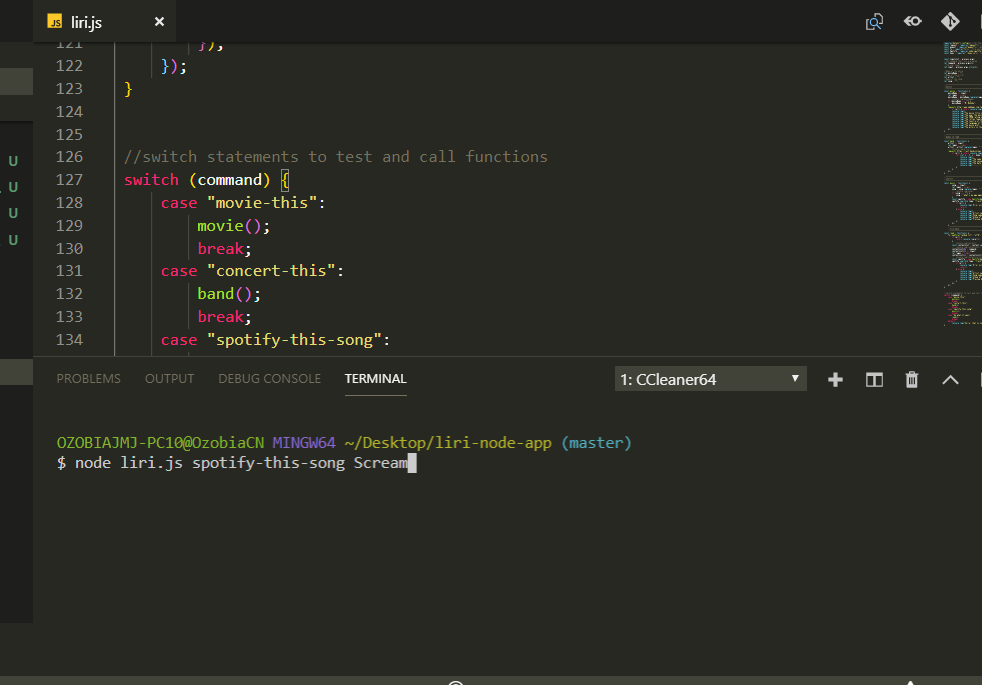 JS liri.js ×
121 });
122 });
123 }
124
125
126 //switch statements to test and call functions
127 switch (command) {
128 case "movie-this":
129 movie();
130 break;
131 case "concert-this":
132 band();
133 break;
134 case "spotify-this-song":
U
U
U
U
PROBLEMS OUTPUT DEBUG CONSOLE TERMINAL 1: CCleaner64
OZOBIAJMJ-PC10@OzobiaCN MINGW64 ~/Desktop/liri-node-app (master)
$ node liri.js spotify-this-song Scream